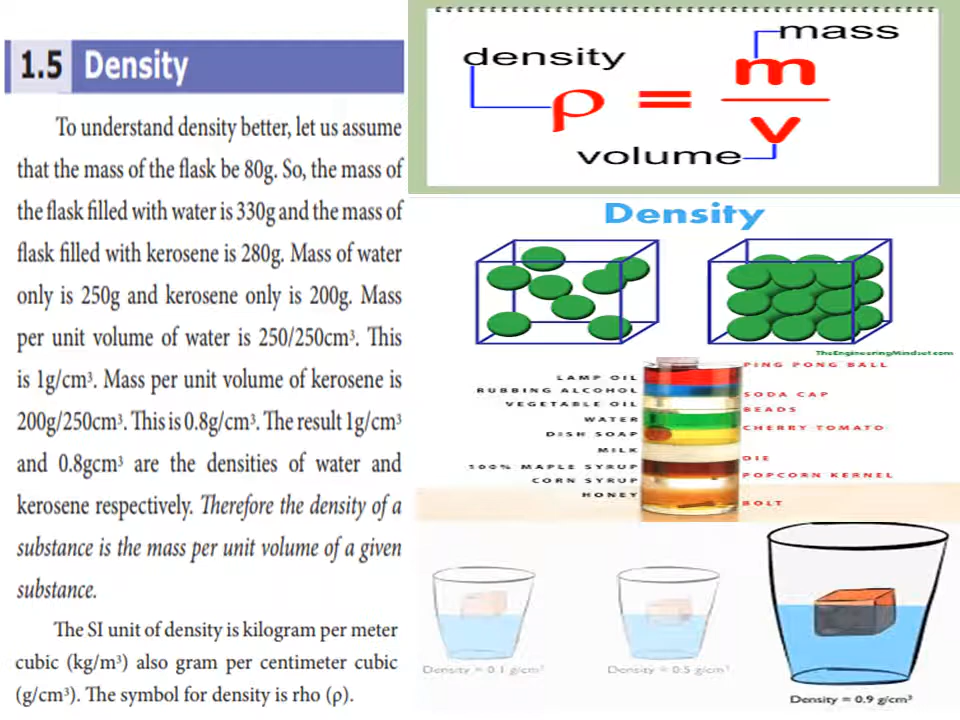 1.5 Density
To understand density better, let us assume
that the mass of the flask be 80g. So, the mass of
the flask filled with water is 330g and the mass of
flask filled with kerosene is 280g. Mass of water
only is 250g and kerosene only is 200g. Mass
per unit volume of water is 250/250cm³. This
is 1g/cm³. Mass per unit volume of kerosene is
200g/250cm³. This is 0.8g/cm³. The result 1g/cm³
and 0.8gcm³ are the densities of water and
kerosene respectively. Therefore the density of a
substance is the mass per unit volume of a given
substance.
The SI unit of density is kilogram per meter
cubic (kg/m³) also gram per centimeter cubic
(g/cm³). The symbol for density is rho (ρ).
mass
density
ρ = m/v
volume
Density
TheEngineeringMindset.com
PING PONG BALL
LAMP OIL
RUBBING ALCOHOL
SODA CAP
VEGETABLE OIL
BEADS
WATER
CHERRY TOMATO
DISH SOAP
MILK
DIE
100% MAPLE SYRUP
POPCORN KERNEL
CORN SYRUP
HONEY
BOLT
Density = 0.1 g/cm³
Density = 0.5 g/cm³
Density = 0.9 g/cm³